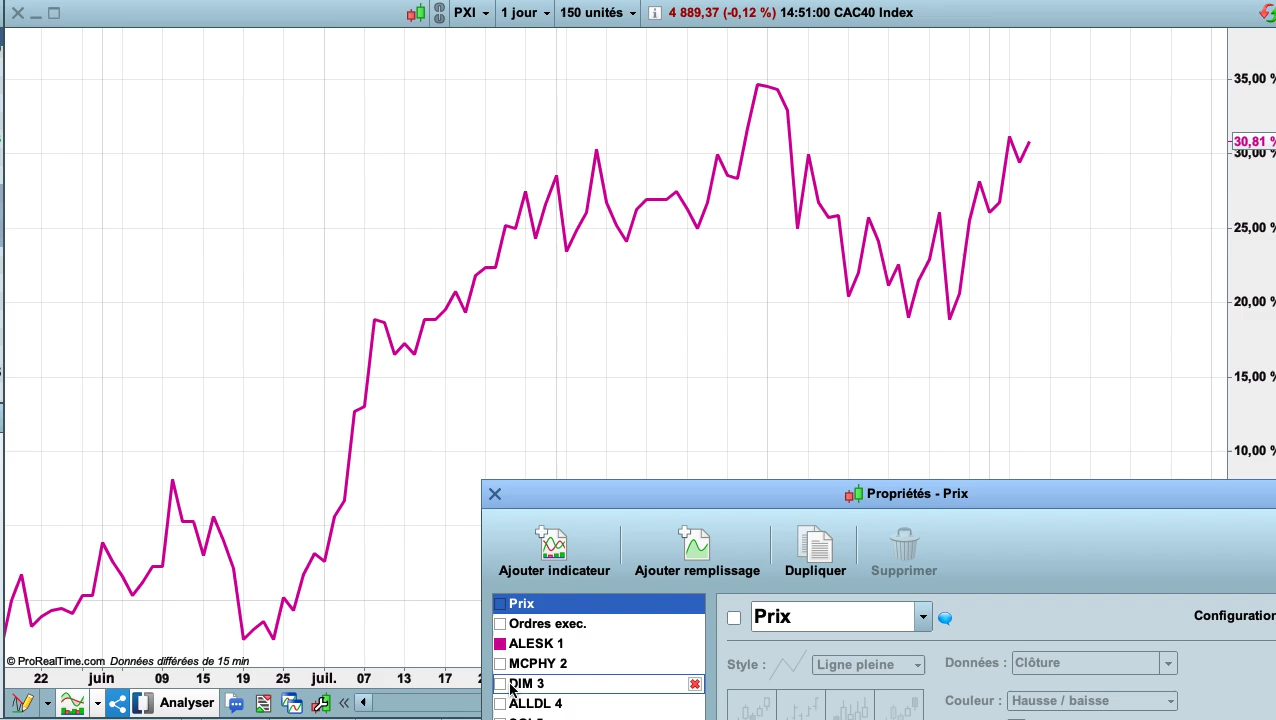 PXI 1 jour 150 unités 4 889,37 (-0,12 %) 14:51:00 CAC40 Index
35,00 %
30,81 %
30,00 %
25,00 %
20,00 %
15,00 %
10,00 %
Propriétés - Prix
Ajouter indicateur Ajouter remplissage Dupliquer Supprimer
Prix
Ordres exec.
ALESK 1
MCPHY 2
DIM 3
ALLDL 4
Prix
Configuration
Style : Ligne pleine Données : Clôture
Couleur : Hausse / baisse
© ProRealTime.com Données différées de 15 min
22 juin 09 15 19 25 juil. 07 13 17
Analyser